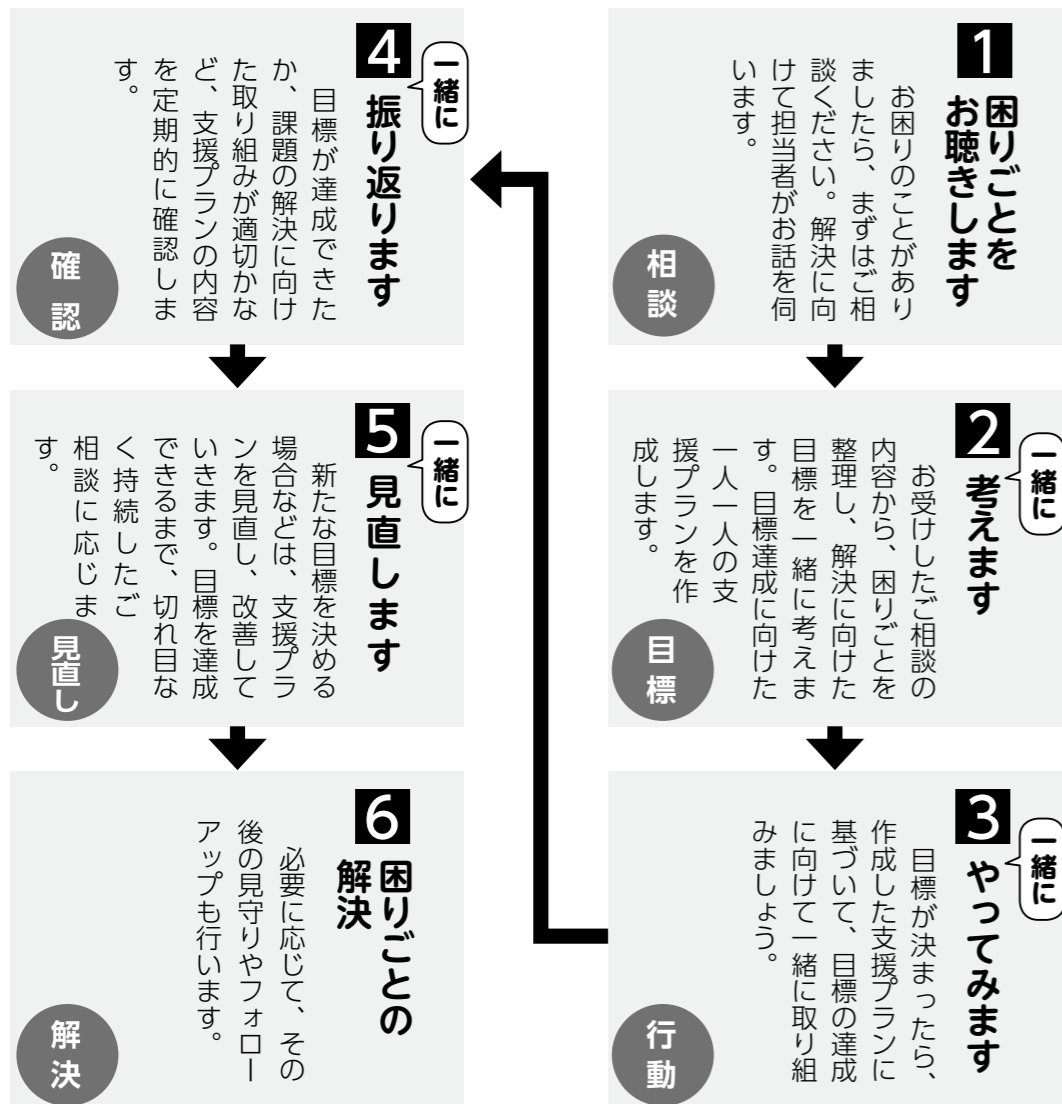 1
困りごとを
お聴きします
お困りのことがあり
ましたら、まずはご相
談ください。解決に向
けて担当者がお話を伺
います。
相談
一緒に
2
考えます
お受けしたご相談の
内容から、困りごとを
整理し、解決に向けた
目標を一緒に考えま
す。目標達成に向けた
一人一人の支
援プランを作
成します。
目標
一緒に
3
やってみます
目標が決まったら、
作成した支援プランに
基づいて、目標の達成
に向けて一緒に取り組
みましょう。
行動
一緒に
4
振り返ります
目標が達成できた
か、課題の解決に向け
た取り組みが適切かな
ど、支援プランの内容
を定期的に確認しま
す。
確認
一緒に
5
見直します
新たな目標を決める
場合などは、支援プラ
ンを見直し、改善して
いきます。目標を達成
できるまで、切れ目な
く持続したご
相談に応じま
す。
見直し
6
困りごとの
解決
必要に応じて、その
後の見守りやフォロー
アップも行います。
解決